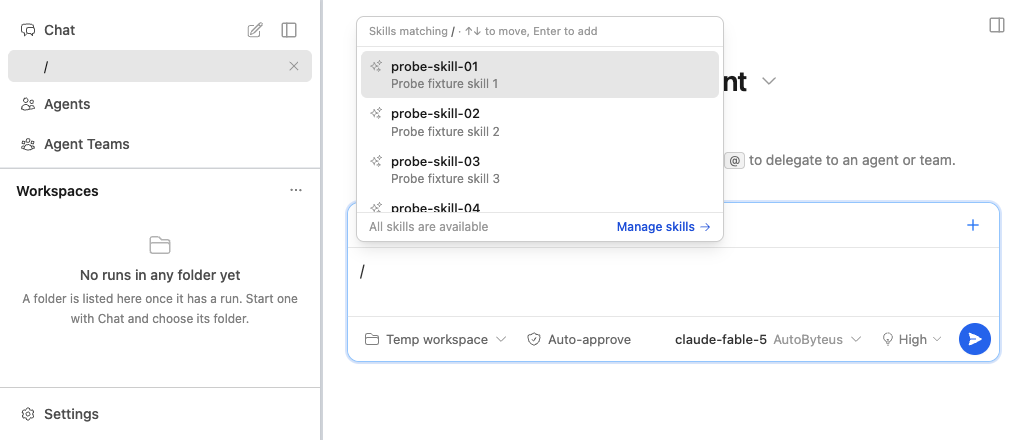 Chat
/
Agents
Agent Teams
Workspaces
No runs in any folder yet
A folder is listed here once it has a run. Start one
with Chat and choose its folder.
Settings
Skills matching / · ↑↓ to move, Enter to add
probe-skill-01
Probe fixture skill 1
probe-skill-02
Probe fixture skill 2
probe-skill-03
Probe fixture skill 3
probe-skill-04
All skills are available
Manage skills →
nt
@ to delegate to an agent or team.
/
Temp workspace
Auto-approve
claude-fable-5 AutoByteus
High